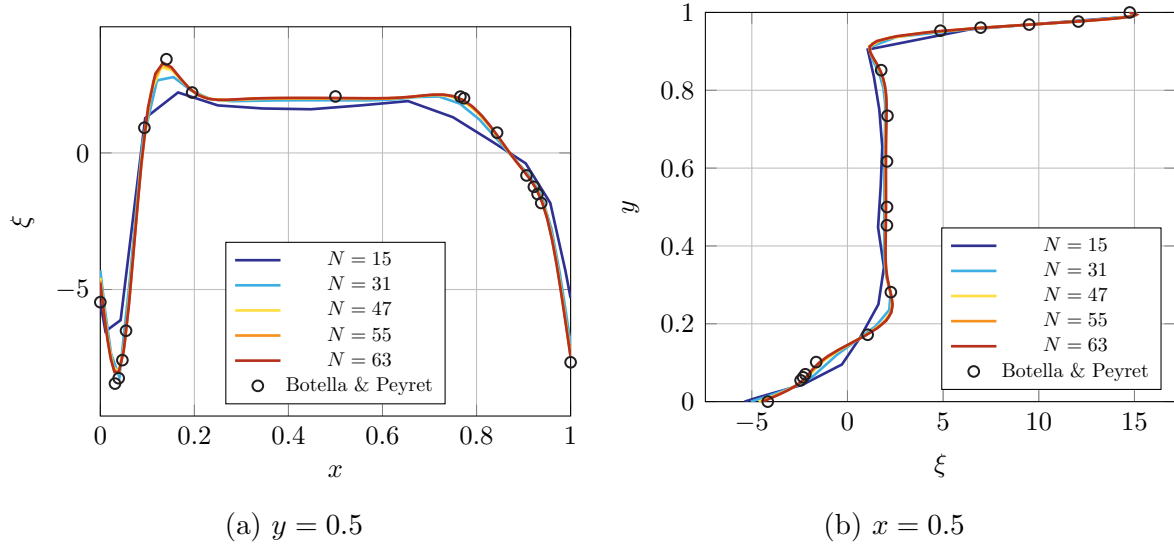 0
−5
ξ
0
0.2
0.4
0.6
0.8
1
x
N = 15
N = 31
N = 47
N = 55
N = 63
Botella & Peyret
(a) y = 0.5
1
0.8
0.6
0.4
0.2
0
y
−5
0
5
10
15
ξ
N = 15
N = 31
N = 47
N = 55
N = 63
Botella & Peyret
(b) x = 0.5